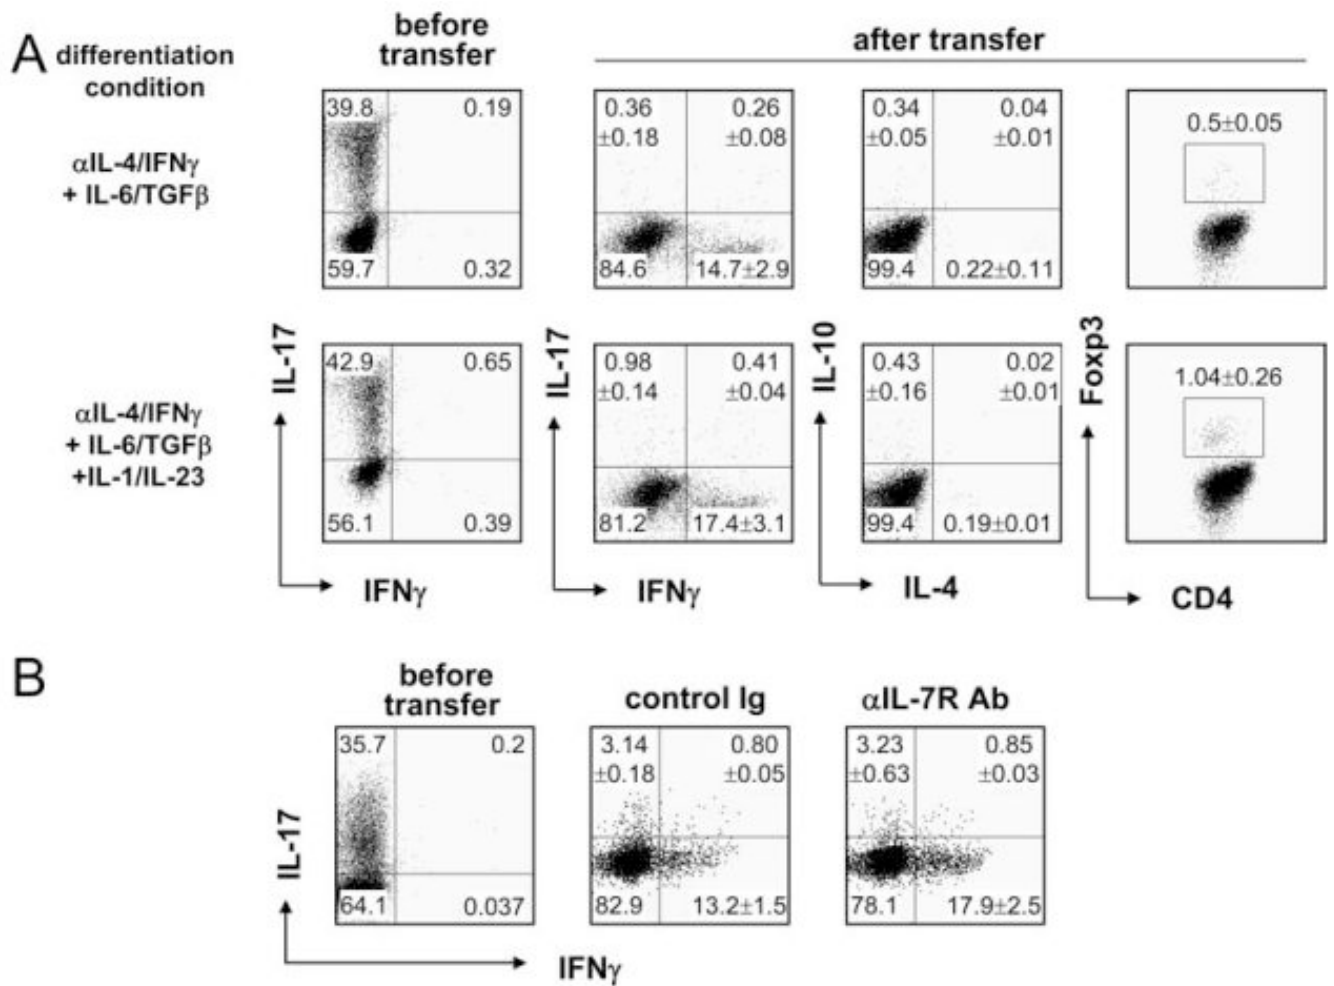 A
differentiation
condition
before
transfer
after transfer
αIL-4/IFNγ
+ IL-6/TGFβ
39.8 0.19
59.7 0.32
0.36 0.26
±0.18 ±0.08
84.6 14.7±2.9
0.34 0.04
±0.05 ±0.01
99.4 0.22±0.11
0.5±0.05
αIL-4/IFNγ
+ IL-6/TGFβ
+IL-1/IL-23
IL-17
42.9 0.65
56.1 0.39
IFNγ
IL-17
0.98 0.41
±0.14 ±0.04
81.2 17.4±3.1
IFNγ
IL-10
0.43 0.02
±0.16 ±0.01
99.4 0.19±0.01
IL-4
Foxp3
1.04±0.26
CD4
B
before
transfer
control Ig
αIL-7R Ab
IL-17
35.7 0.2
64.1 0.037
3.14 0.80
±0.18 ±0.05
82.9 13.2±1.5
3.23 0.85
±0.63 ±0.03
78.1 17.9±2.5
IFNγ